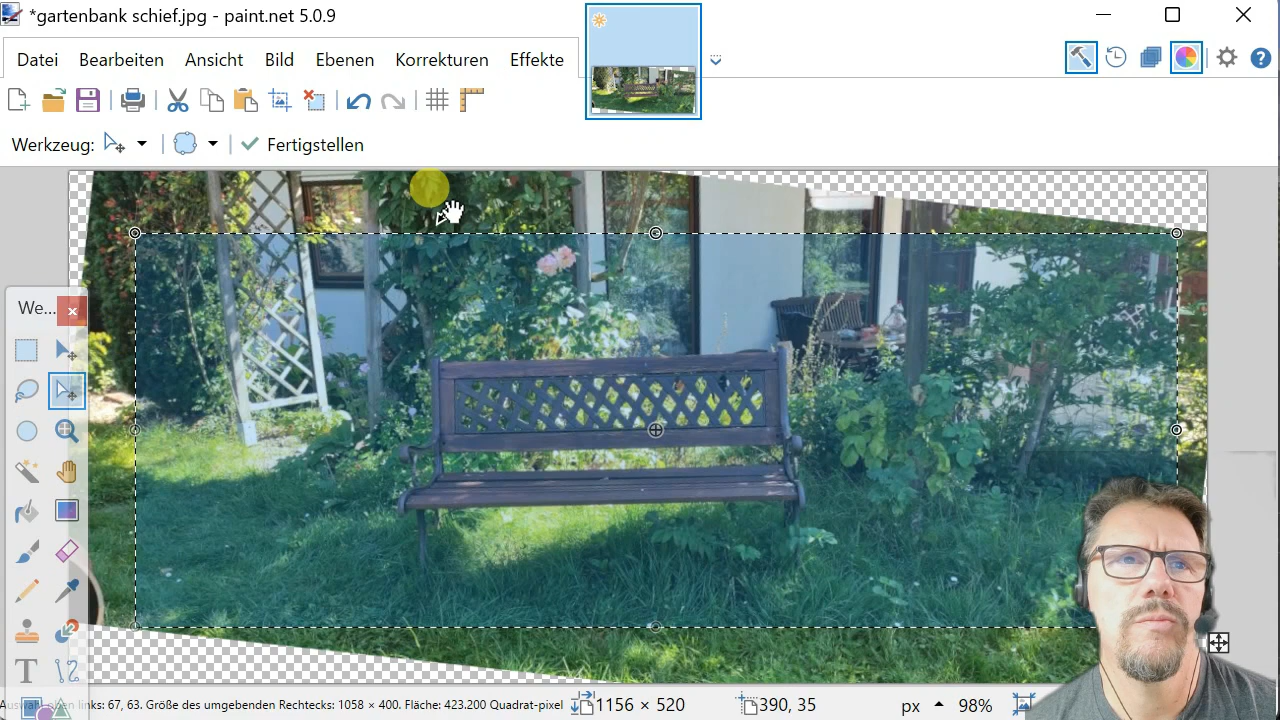 *gartenbank schief.jpg - paint.net 5.0.9
Datei Bearbeiten Ansicht Bild Ebenen Korrekturen Effekte
Werkzeug: Fertigstellen
We...
oben links: 67, 63. Größe des umgebenden Rechtecks: 1058 × 400. Fläche: 423.200 Quadrat-pixel 1156 × 520 390, 35 px 98%